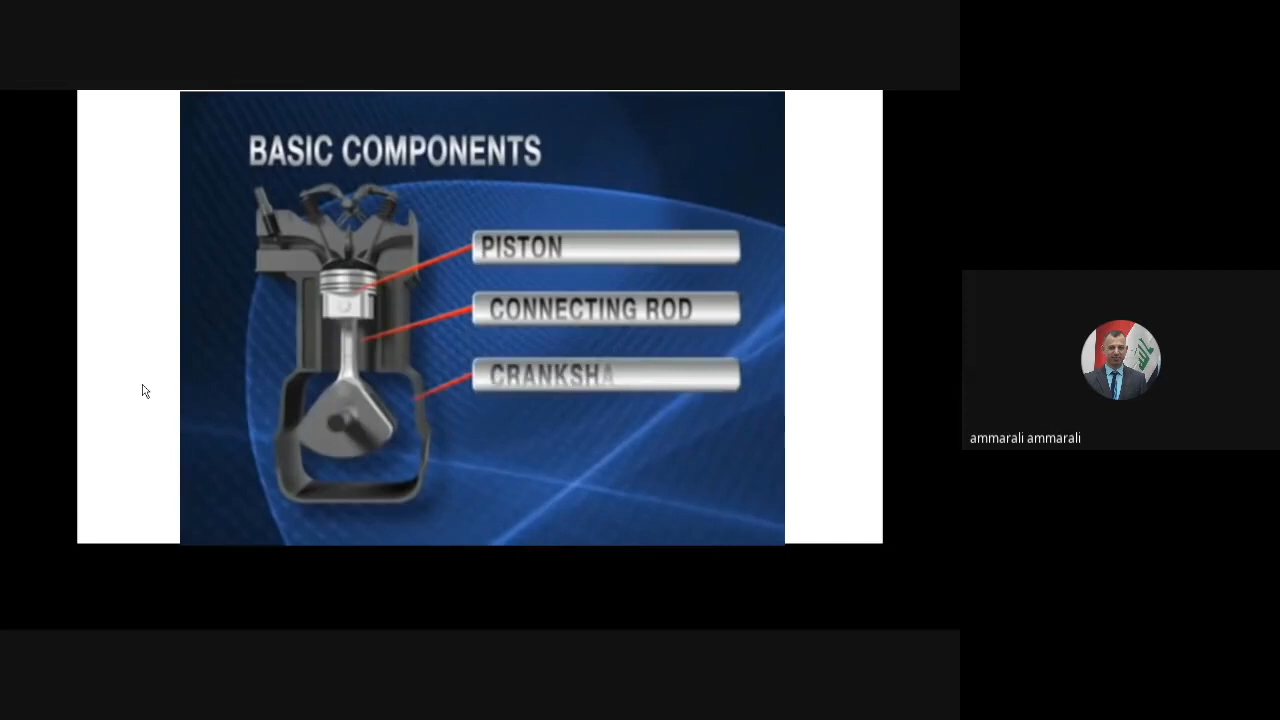 BASIC COMPONENTS
PISTON
CONNECTING ROD
CRANKSHA
ammarali ammarali